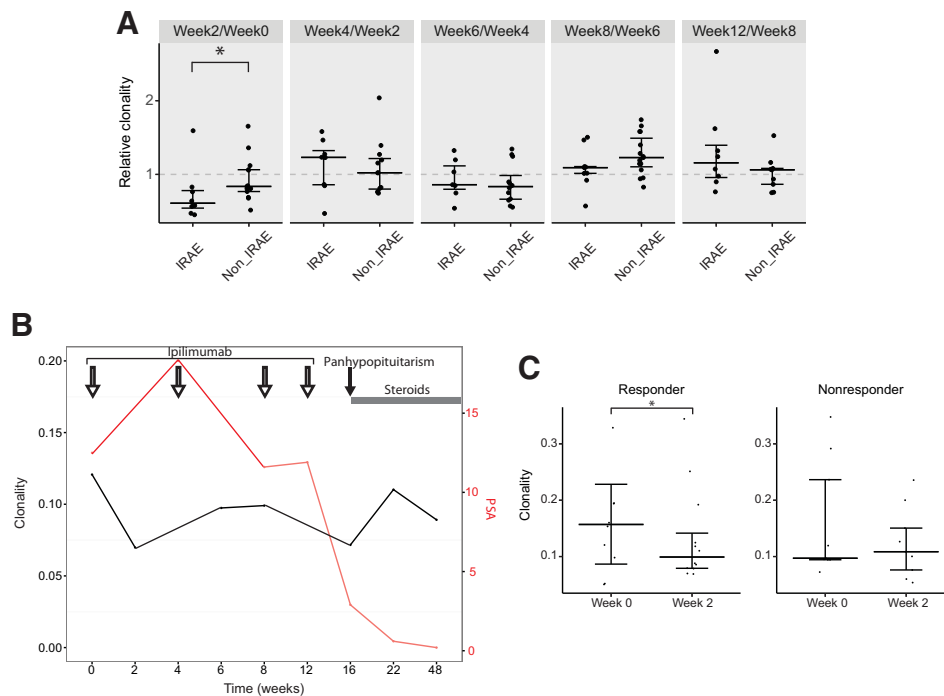 A
Week2/Week0 Week4/Week2 Week6/Week4 Week8/Week6 Week12/Week8
*
2
1
Relative clonality
IRAE Non_IRAE IRAE Non_IRAE IRAE Non_IRAE IRAE Non_IRAE IRAE Non_IRAE
B
Ipilimumab
Panhypopituitarism
Steroids
0.20
0.15
0.10
0.05
0.00
Clonality
15
10
5
0
PSA
0 2 4 6 8 12 16 22 48
Time (weeks)
C
Responder Nonresponder
*
Clonality
0.3 0.3
0.2 0.2
0.1 0.1
Week 0 Week 2 Week 0 Week 2